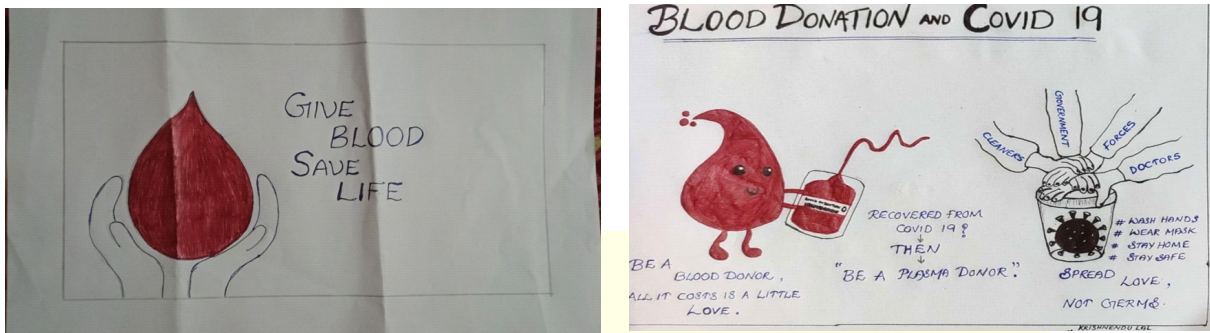 GIVE
BLOOD
SAVE
LIFE
BLOOD DONATION AND COVID 19
GOVERNMENT
CLEANERS
FORCES
DOCTORS
RECOVERED FROM
COVID 19?
THEN
"BE A PLASMA DONOR".
BE A
BLOOD DONOR,
ALL IT COSTS IS A LITTLE
LOVE.
# WASH HANDS
# WEAR MASK
# STAY HOME
# STAY SAFE
SPREAD
LOVE,
NOT GERMS.
KRISHNENDU LAL